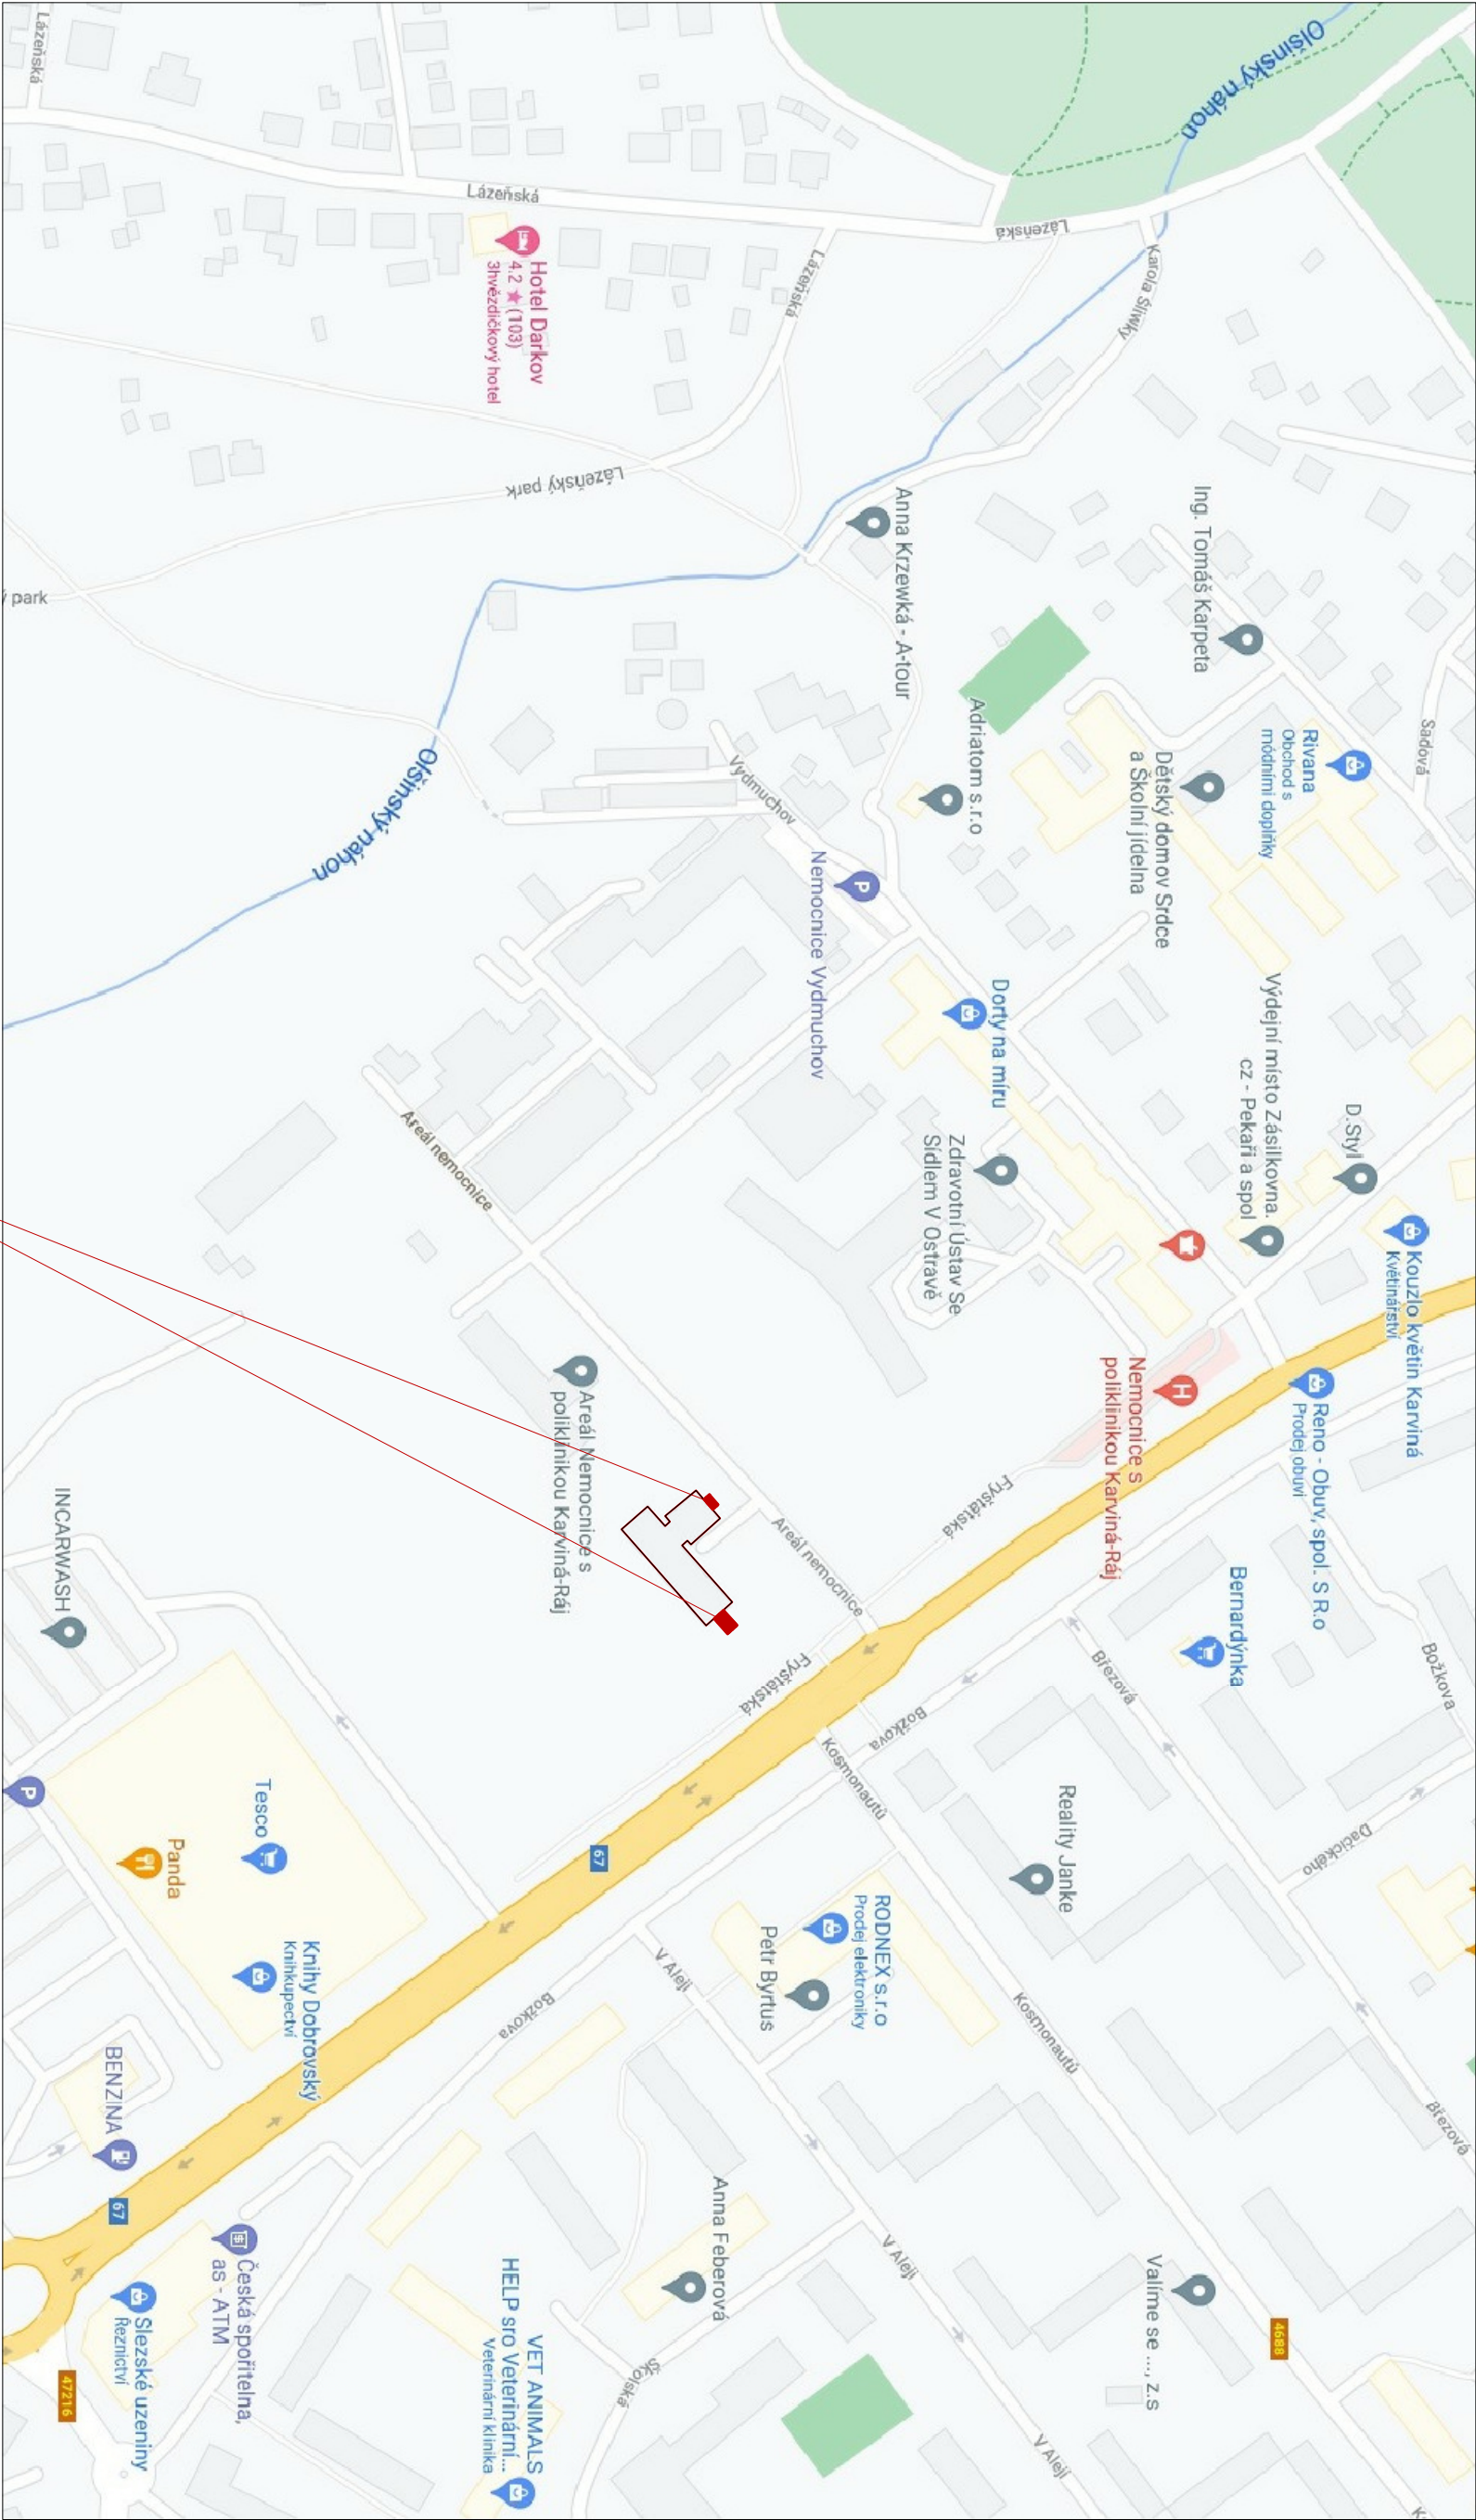 Lázeňská
Olšinský náhon
Lázeňská
Lázeňská
Hotel Darkov
4.2 ★ (103)
3hvězdičkový hotel
Lázeňská
Karola Śliwky
Lázeňský park
ý park
Anna Krzewká - A-tour
Ing. Tomáš Karpeta
Adriatom s.r.o
Dětský domov Srdce
a Školní jídelna
Rivana
Obchod s
módními doplňky
Sadová
Vydmuchov
Olšinský náhon
P
Nemocnice Vydmuchov
Dorty na míru
Výdejní místo Zásilkovna.
cz - Pekaři a spol
D.Styl
Zdravotní Ústav Se
Sídlem V Ostravě
Areál nemocnice
Kouzlo květin Karviná
Květinářství
H
Nemocnice s
poliklinikou Karviná-Ráj
Reno - Obuv, spol. S R.o
Prodej obuvi
Areál Nemocnice s
poliklinikou Karviná-Ráj
Areál nemocnice
Fryštátská
Fryštátská
INCARWASH
Bernardýnka
Březová
Božkova
Božkova
Kosmonautů
Reality Janke
Dačického
Tesco
Panda
P
67
RODNEX s.r.o
Prodej elektroniky
Petr Byrtus
V Aleji
Knihy Dobrovský
Knihkupectví
Božkova
Kosmonautů
Březová
BENZINA
67
Česká spořitelna,
as - ATM
Slezské uzeniny
Řeznictví
47216
Anna Feberová
V Aleji
Valíme se ..., z.s
4688
VET ANIMALS
HELP sro Veterinární...
Veterinární klinika
Školská
V Aleji
K